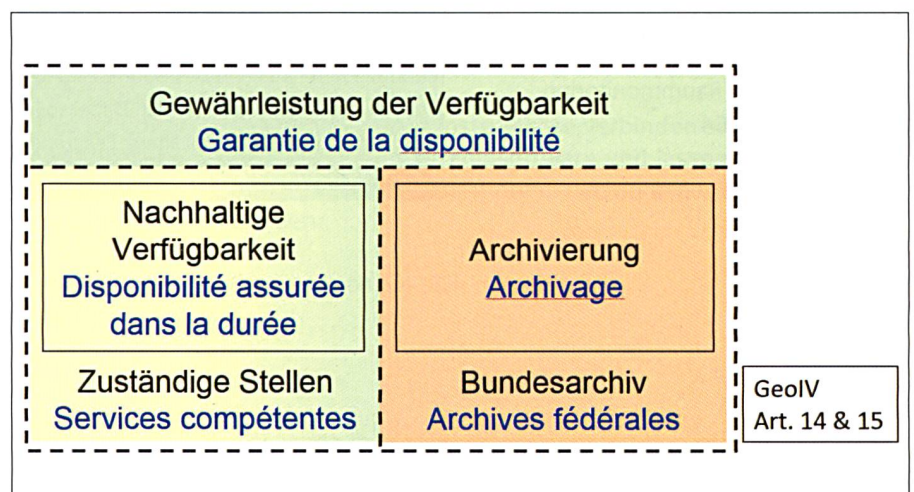 Gewährleistung der Verfügbarkeit
Garantie de la disponibilité
Nachhaltige
Verfügbarkeit
Disponibilité assurée
dans la durée
Zuständige Stellen
Services compétentes
Archivierung
Archivage
Bundesarchiv
Archives fédérales
GeoIV
Art. 14 & 15